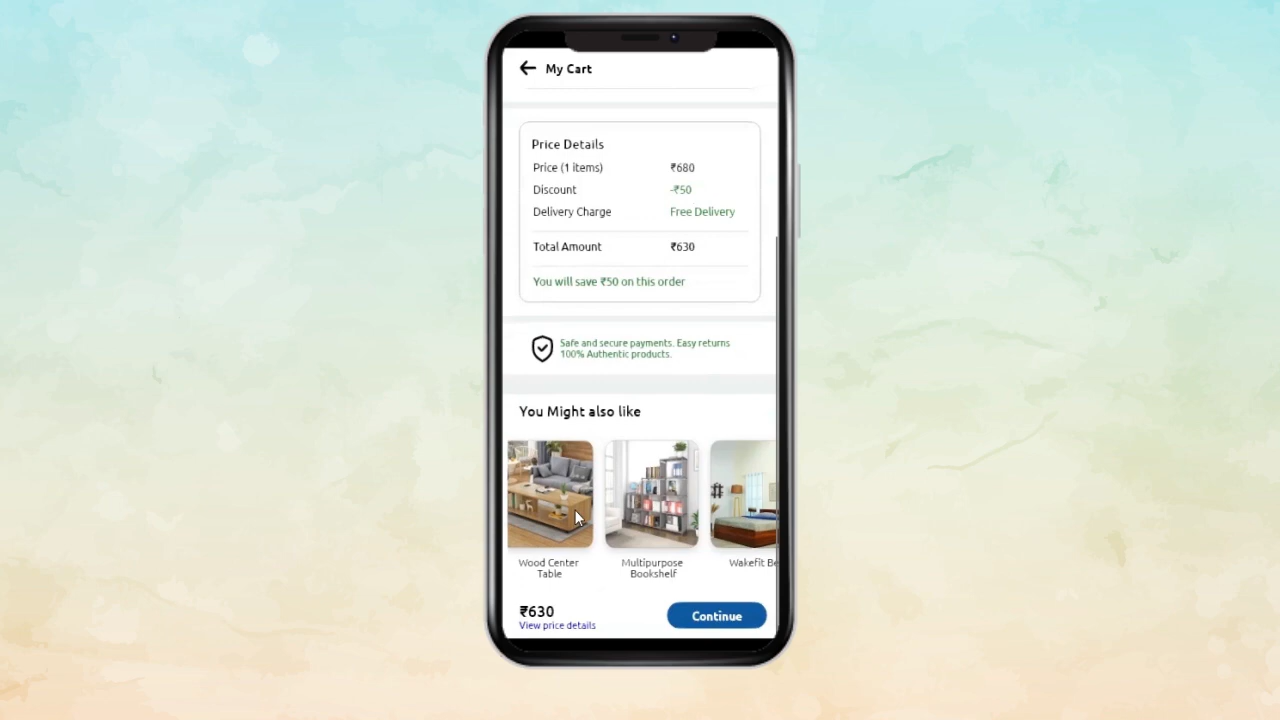 My Cart
Price Details
Price (1 items) ₹680
Discount -₹50
Delivery Charge Free Delivery
Total Amount ₹630
You will save ₹50 on this order
Safe and secure payments. Easy returns
100% Authentic products.
You Might also like
Wood Center
Table
Multipurpose
Bookshelf
Wakefit Be
₹630
View price details
Continue